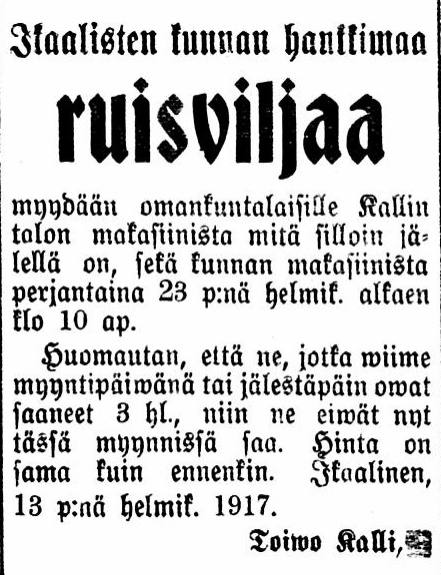 Ikaalisten kunnan hankkimaa
ruisviljaa
myydään omankuntalaisille Kallin
talon makasiinista mitä silloin jä-
lellä on, sekä kunnan makasiinista
perjantaina 23 p:nä helmik. alkaen
klo 10 ap.
Huomautan, että ne, jotka wiime
myyntipäiwänä tai jälestäpäin owat
saaneet 3 hl., niin ne eiwät nyt
tässä myynnissä saa. Hinta on
sama kuin ennenkin. Ikaalinen,
13 p:nä helmik. 1917.
Toiwo Kalli,